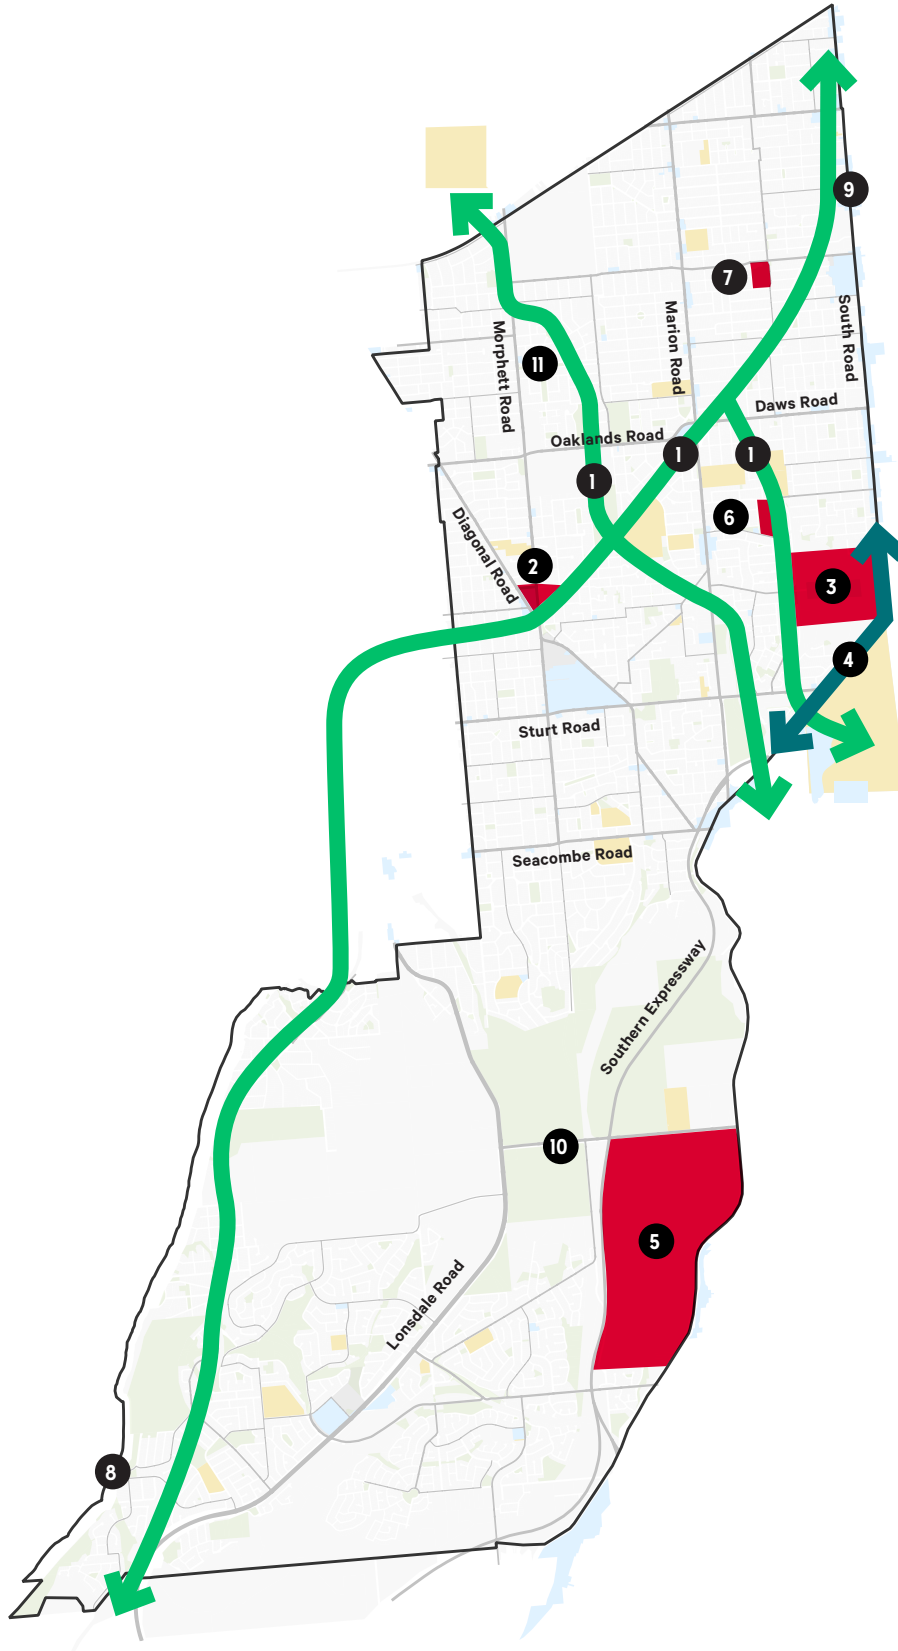 9
7
South Road
Marion Road
Morphett Road
11
Daws Road
Oaklands Road
1
1
1
6
Diagonal Road
2
3
4
Sturt Road
Seacombe Road
Southern Expressway
10
5
Lonsdale Road
8